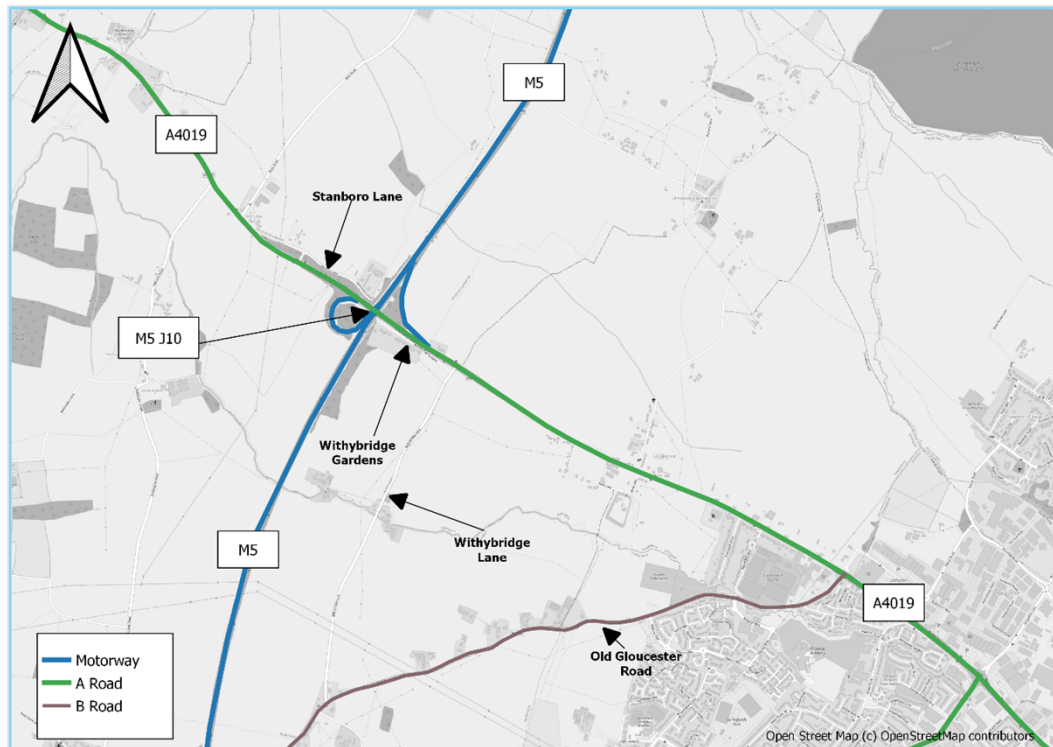 M5
A4019
Stanboro Lane
M5 J10
Withybridge
Gardens
M5
Withybridge
Lane
A4019
Old Gloucester
Road
Motorway
A Road
B Road
Open Street Map (c) OpenStreetMap contributors